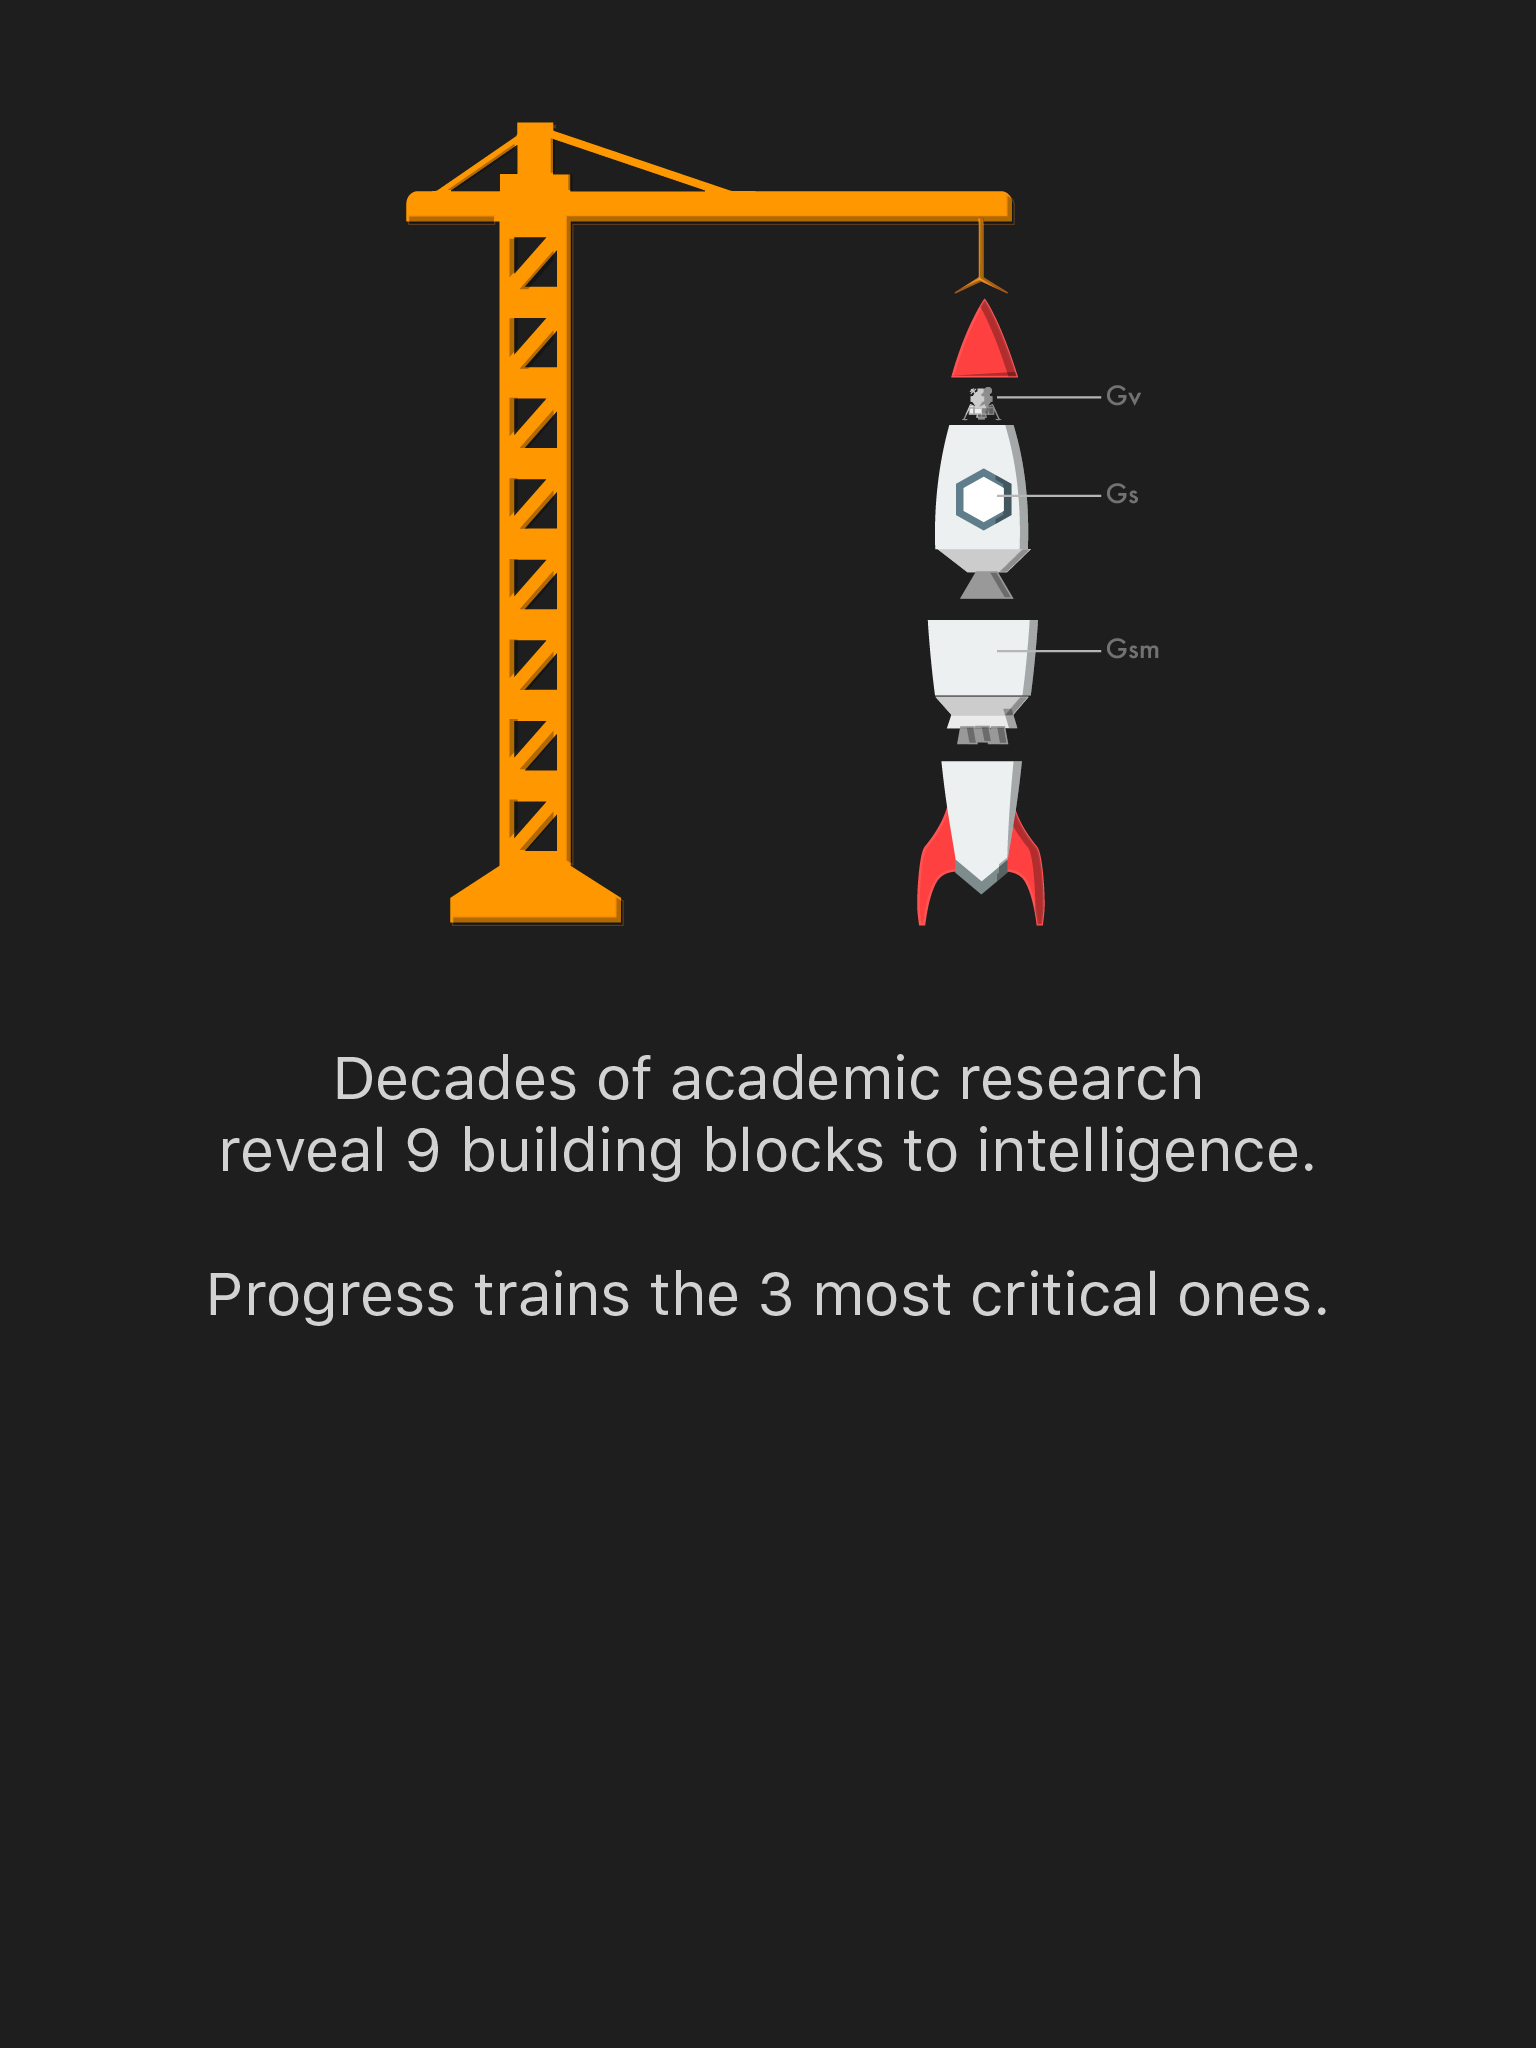 Gv
Gs
Gsm
Decades of academic research
reveal 9 building blocks to intelligence.
Progress trains the 3 most critical ones.